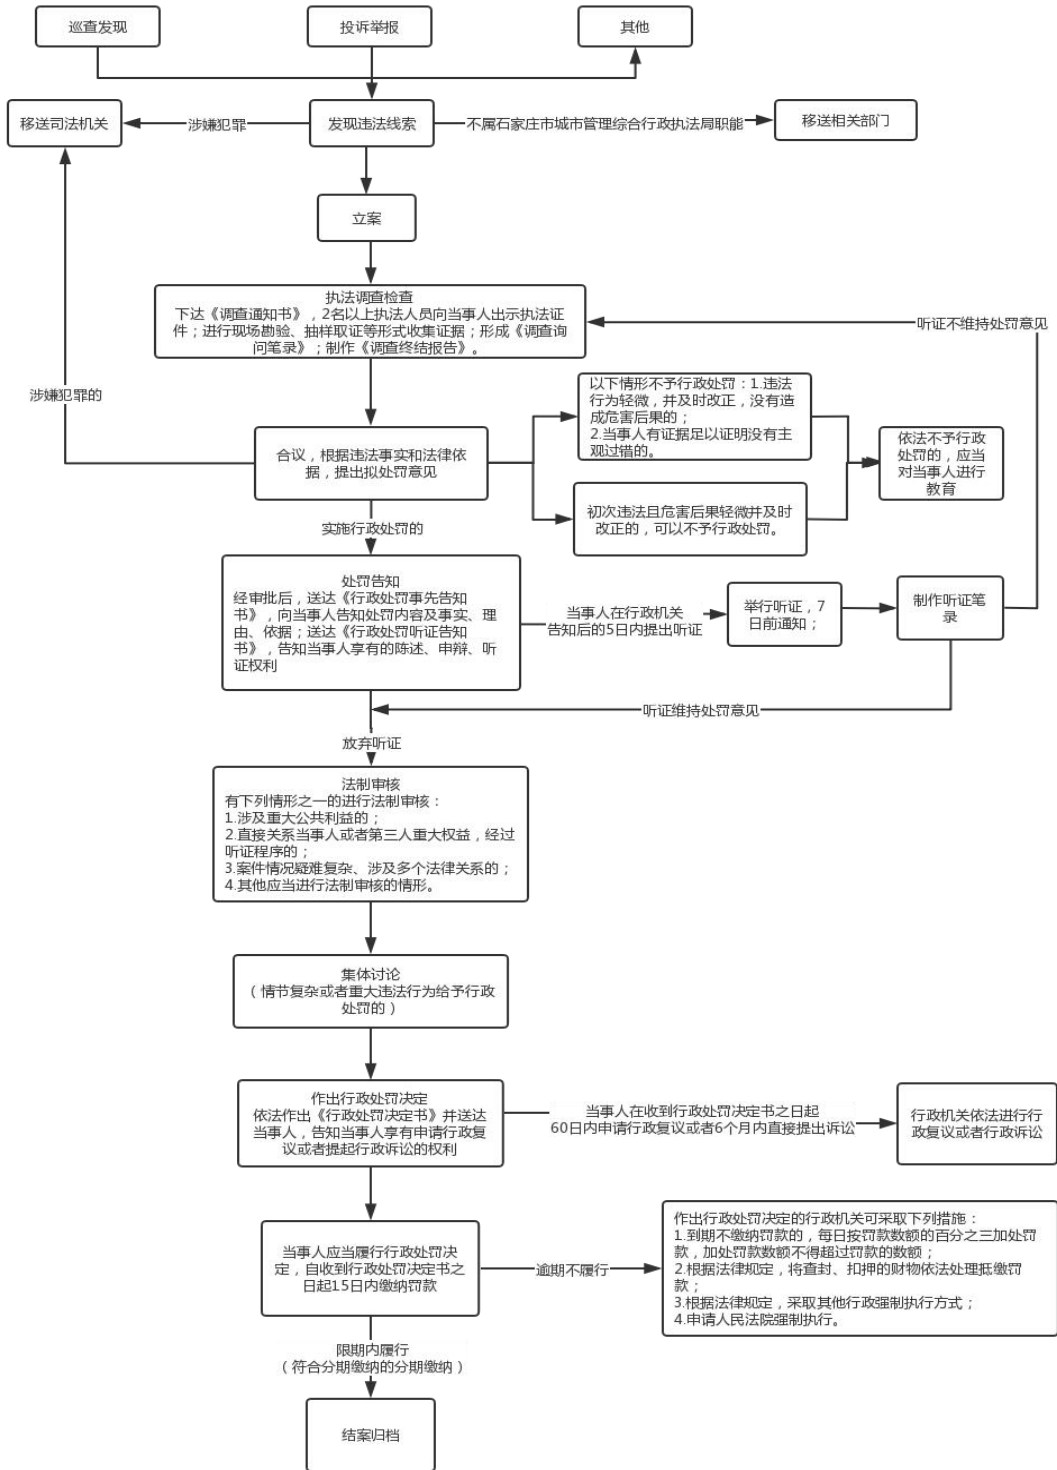 巡查发现
投诉举报
其他
移送司法机关
涉嫌犯罪
发现违法线索
不属石家庄市城市管理综合行政执法局职能
移送相关部门
立案
执法调查检查
下达《调查通知书》，2名以上执法人员向当事人出示执法证
件；进行现场勘验、抽样取证等形式收集证据；形成《调查询
问笔录》；制作《调查终结报告》。
听证不维持处罚意见
涉嫌犯罪的
合议，根据违法事实和法律依
据，提出拟处罚意见
以下情形不予行政处罚：1.违法
行为轻微，并及时改正，没有造
成危害后果的；
2.当事人有证据足以证明没有主
观过错的。
初次违法且危害后果轻微并及时
改正的，可以不予行政处罚。
依法不予行政
处罚的，应当
对当事人进行
教育
实施行政处罚的
处罚告知
经审批后，送达《行政处罚事先告知
书》，向当事人告知处罚内容及事实、理
由、依据；送达《行政处罚听证告知
书》，告知当事人享有的陈述、申辩、听
证权利
当事人在行政机关
告知后的5日内提出听证
举行听证，7
日前通知；
制作听证笔
录
听证维持处罚意见
放弃听证
法制审核
有下列情形之一的进行法制审核：
1.涉及重大公共利益的；
2.直接关系当事人或者第三人重大权益，经过
听证程序的；
3.案件情况疑难复杂、涉及多个法律关系的；
4.其他应当进行法制审核的情形。
集体讨论
（情节复杂或者重大违法行为给予行政
处罚的）
作出行政处罚决定
依法作出《行政处罚决定书》并送达
当事人，告知当事人享有申请行政复
议或者提起行政诉讼的权利
当事人在收到行政处罚决定书之日起
60日内申请行政复议或者6个月内直接提出诉讼
行政机关依法进行行
政复议或者行政诉讼
当事人应当履行行政处罚决
定，自收到行政处罚决定书之
日起15日内缴纳罚款
逾期不履行
作出行政处罚决定的行政机关可采取下列措施：
1.到期不缴纳罚款的，每日按罚款数额的百分之三加处罚
款，加处罚款数额不得超过罚款的数额；
2.根据法律规定，将查封、扣押的财物依法处理抵缴罚
款；
3.根据法律规定，采取其他行政强制执行方式；
4.申请人民法院强制执行。
限期内履行
（符合分期缴纳的分期缴纳）
结案归档